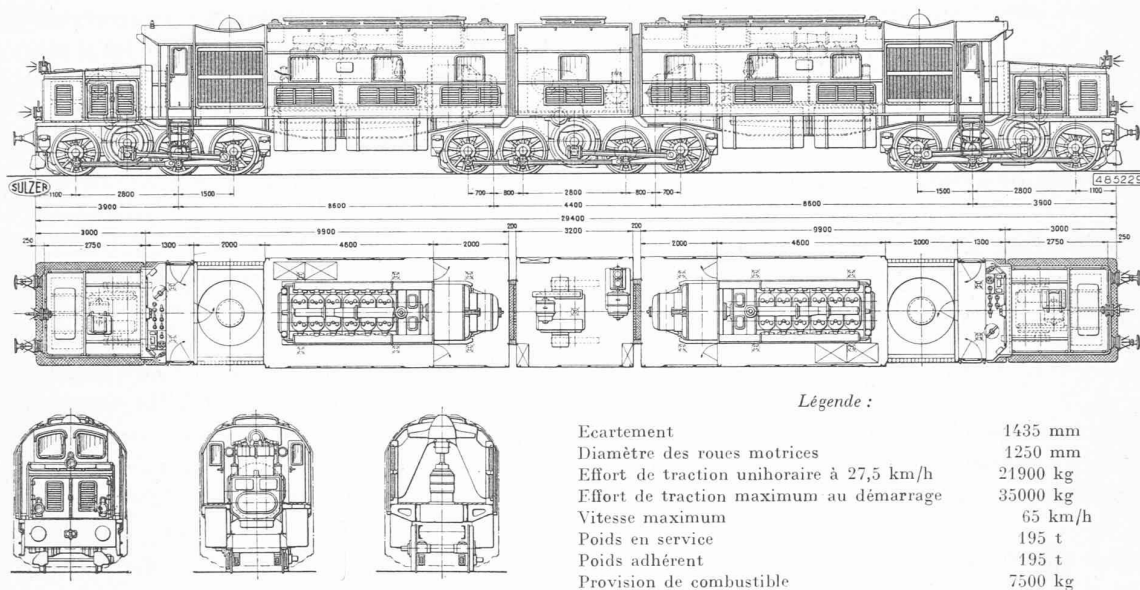 1 2
SULZER 1100 2800 1500 700 800 2800 800 700 1500 2800 1100 485229
3900 8600 4400 8600 3900
29400
3000 9900 200 200 9900 3000
250 2750 1300 2000 4600 2000 3200 2000 4600 2000 1300 2750 250
Légende :
Ecartement 1435 mm
Diamètre des roues motrices 1250 mm
Effort de traction unihoraire à 27,5 km/h 21900 kg
Effort de traction maximum au démarrage 35000 kg
Vitesse maximum 65 km/h
Poids en service 195 t
Poids adhérent 195 t
Provision de combustible 7500 kg